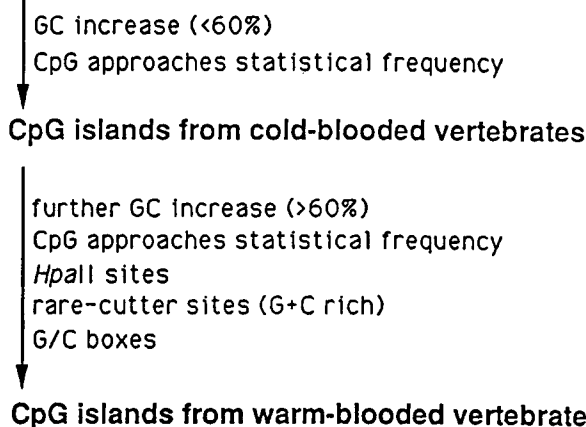 GC increase (<60%)
CpG approaches statistical frequency
CpG islands from cold-blooded vertebrates
further GC increase (>60%)
CpG approaches statistical frequency
HpaII sites
rare-cutter sites (G+C rich)
G/C boxes
CpG islands from warm-blooded vertebrate